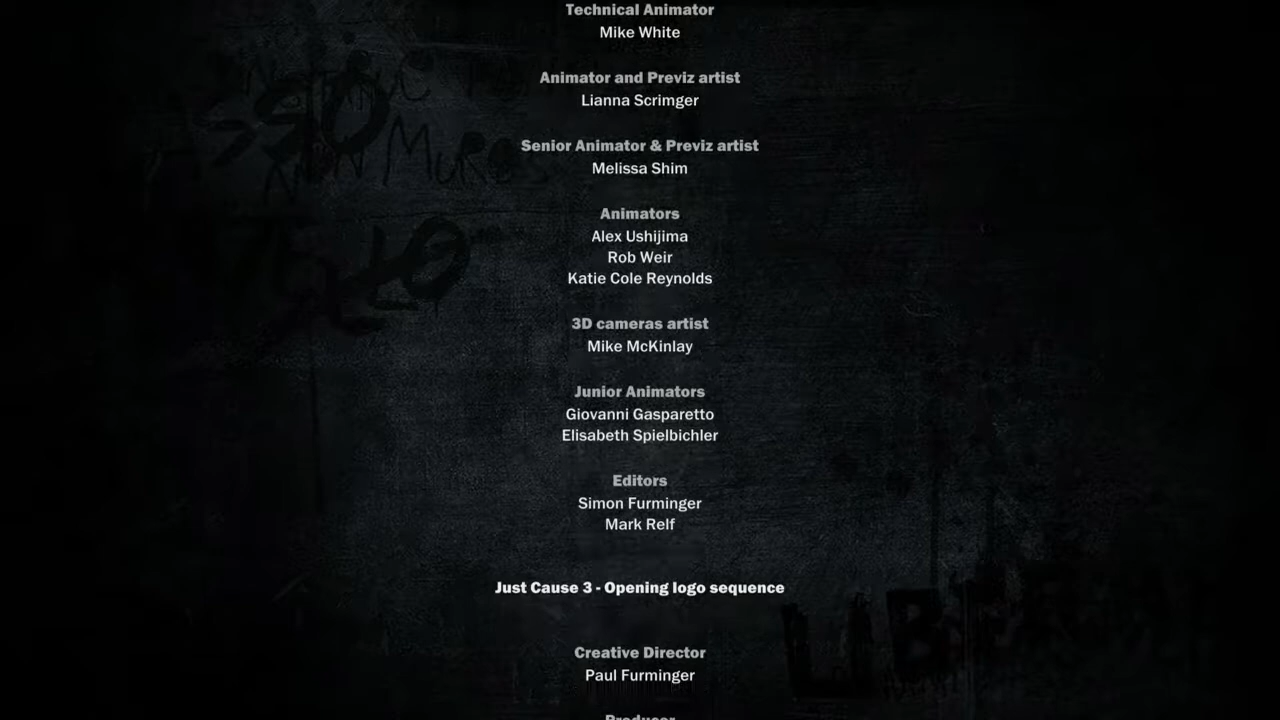 Technical Animator
Mike White
Animator and Previz artist
Lianna Scrimger
Senior Animator & Previz artist
Melissa Shim
Animators
Alex Ushijima
Rob Weir
Katie Cole Reynolds
3D cameras artist
Mike McKinlay
Junior Animators
Giovanni Gasparetto
Elisabeth Spielbichler
Editors
Simon Furminger
Mark Relf
Just Cause 3 - Opening logo sequence
Creative Director
Paul Furminger